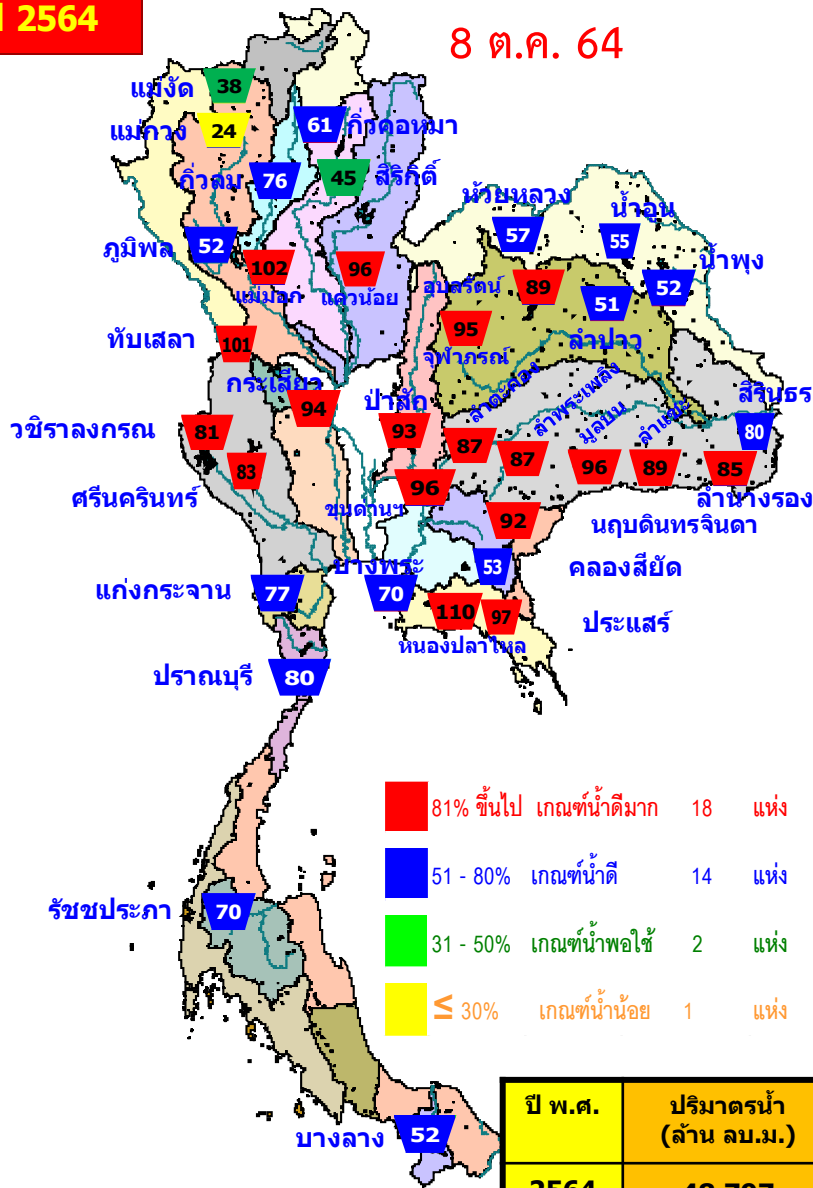 2564
8 ต.ค. 64
แม่งัด 38
แม่กวง 24
61 กิ่วคอหมา
กิ่วลม 76
45 สิริกิติ์
ห้วยหลวง
57
น้ำอูน
55
ภูมิพล 52
น้ำพุง
52
102
แม่มอก
96
แควน้อย
อุบลรัตน์ 89
51
ลำปาว
95
จุฬาภรณ์
ทับเสลา 101
กระเสียว
94
ป่าสัก
93
ลำตะคอง
87
ลำพระเพลิง
87
มูลบน
96
ลำแซะ
89
สิรินธร
80
85
ลำนางรอง
วชิราลงกรณ 81
83
ศรีนครินทร์
96
ขุนด่านฯ
92
นฤบดินทรจินดา
บางพระ
70
53 คลองสียัด
แก่งกระจาน 77
110
หนองปลาไหล
97 ประแสร์
ปราณบุรี 80
81% ขึ้นไป เกณฑ์น้ำดีมาก 18 แห่ง
51 - 80% เกณฑ์น้ำดี 14 แห่ง
31 - 50% เกณฑ์น้ำพอใช้ 2 แห่ง
≤ 30% เกณฑ์น้ำน้อย 1 แห่ง
รัชชประภา 70
บางลาง 52
ปี พ.ศ. ปริมาตรน้ำ
(ล้าน ลบ.ม.)
2564